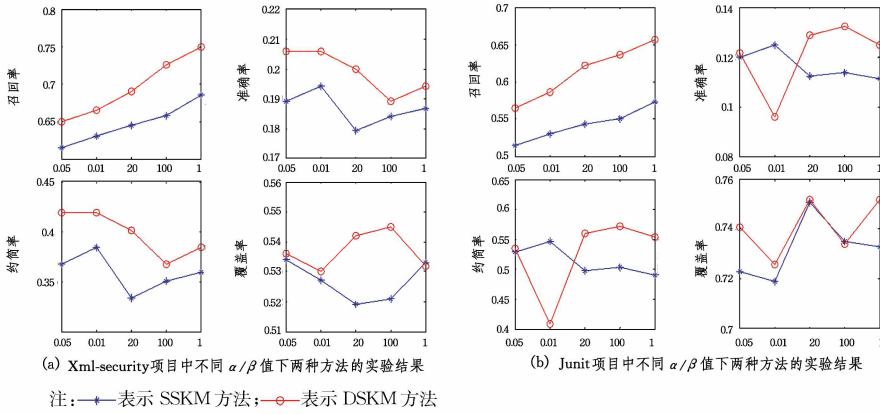 召回率
0.8
0.75
0.7
0.65
0.05 0.01 20 100 1
准确率
0.22
0.21
0.2
0.19
0.18
0.17
0.05 0.01 20 100 1
约简率
0.45
0.4
0.35
0.05 0.01 20 100 1
覆盖率
0.56
0.55
0.54
0.53
0.52
0.51
0.05 0.01 20 100 1
(a) Xml-security项目中不同 α/β 值下两种方法的实验结果
召回率
0.75
0.7
0.65
0.6
0.55
0.5
0.05 0.01 20 100 1
准确率
0.14
0.12
0.1
0.08
0.05 0.01 20 100 1
约简率
0.65
0.6
0.55
0.5
0.45
0.4
0.05 0.01 20 100 1
覆盖率
0.76
0.74
0.72
0.7
0.05 0.01 20 100 1
(b) Junit项目中不同 α/β 值下两种方法的实验结果
注: 表示 SSKM 方法; 表示 DSKM 方法